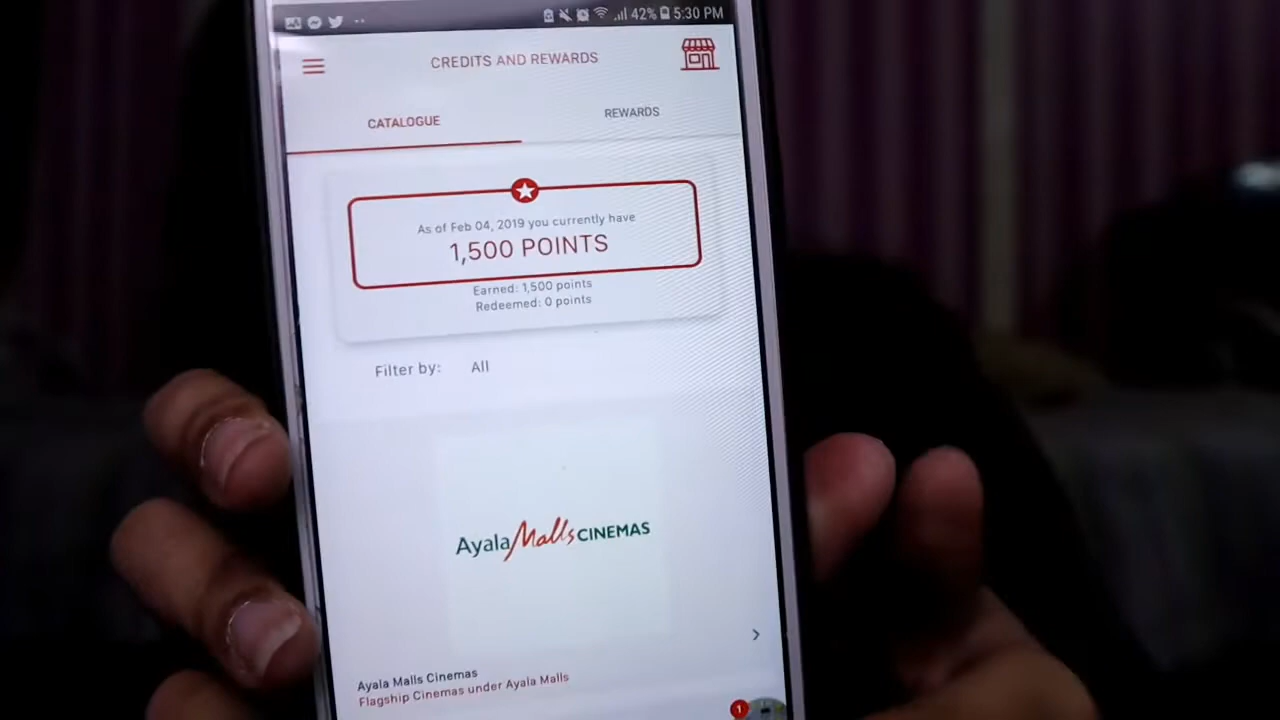 42% 5:30 PM
CREDITS AND REWARDS
CATALOGUE
REWARDS
As of Feb 04, 2019 you currently have
1,500 POINTS
Earned: 1,500 points
Redeemed: 0 points
Filter by: All
Ayala Malls CINEMAS
Ayala Malls Cinemas
Flagship Cinemas under Ayala Malls
1